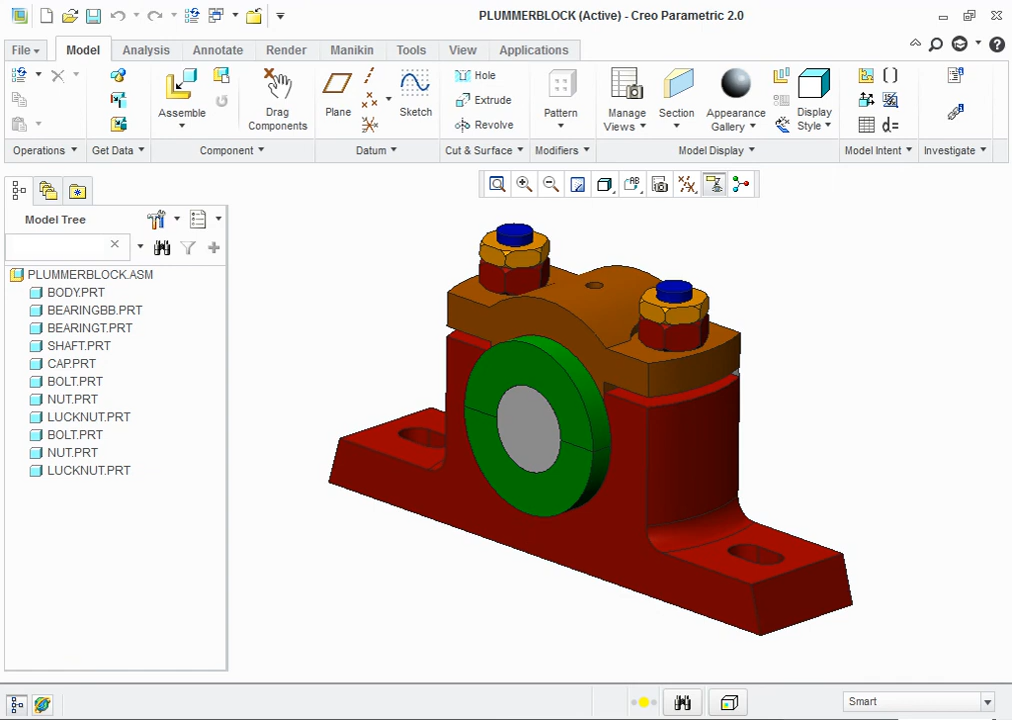 PLUMMERBLOCK (Active) - Creo Parametric 2.0
File Model Analysis Annotate Render Manikin Tools View Applications
Assemble
Drag Components
Plane
Sketch
Hole
Extrude
Revolve
Pattern
Manage Views
Section
Appearance Gallery
Display Style
d=
Operations Get Data Component Datum Cut & Surface Modifiers Model Display Model Intent Investigate
Model Tree
PLUMMERBLOCK.ASM
BODY.PRT
BEARINGBB.PRT
BEARINGT.PRT
SHAFT.PRT
CAP.PRT
BOLT.PRT
NUT.PRT
LUCKNUT.PRT
BOLT.PRT
NUT.PRT
LUCKNUT.PRT
Smart